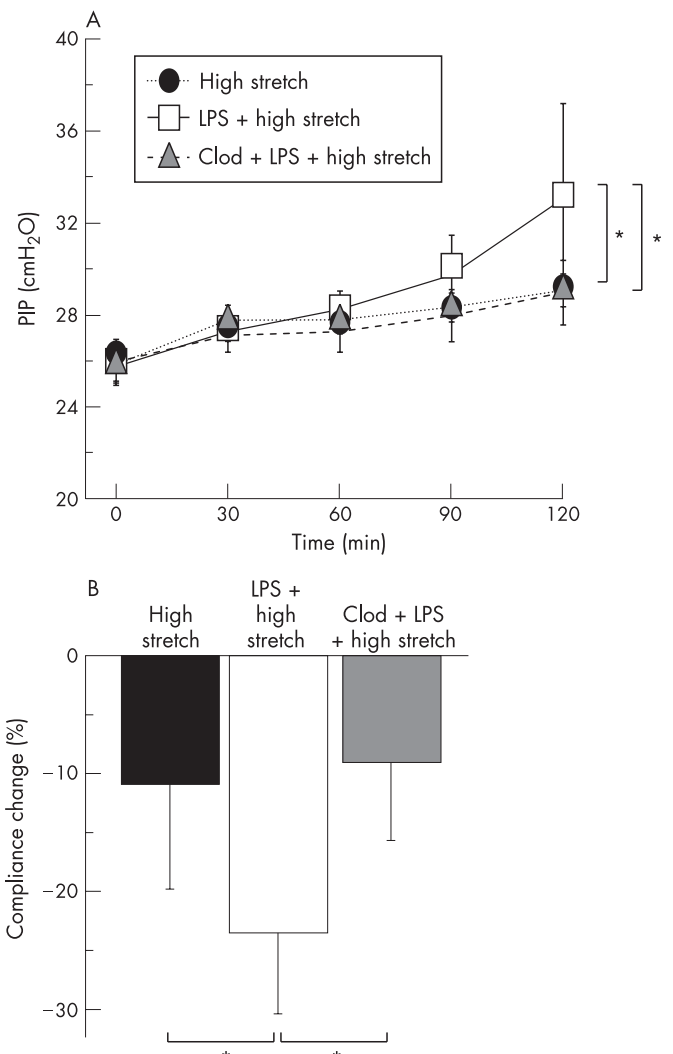 A
40
36
32
28
24
20
PIP (cmH₂O)
High stretch
LPS + high stretch
Clod + LPS + high stretch
*
*
0 30 60 90 120
Time (min)
B
High
stretch
LPS +
high
stretch
Clod + LPS
+ high stretch
0
−10
−20
−30
Compliance change (%)
*
*